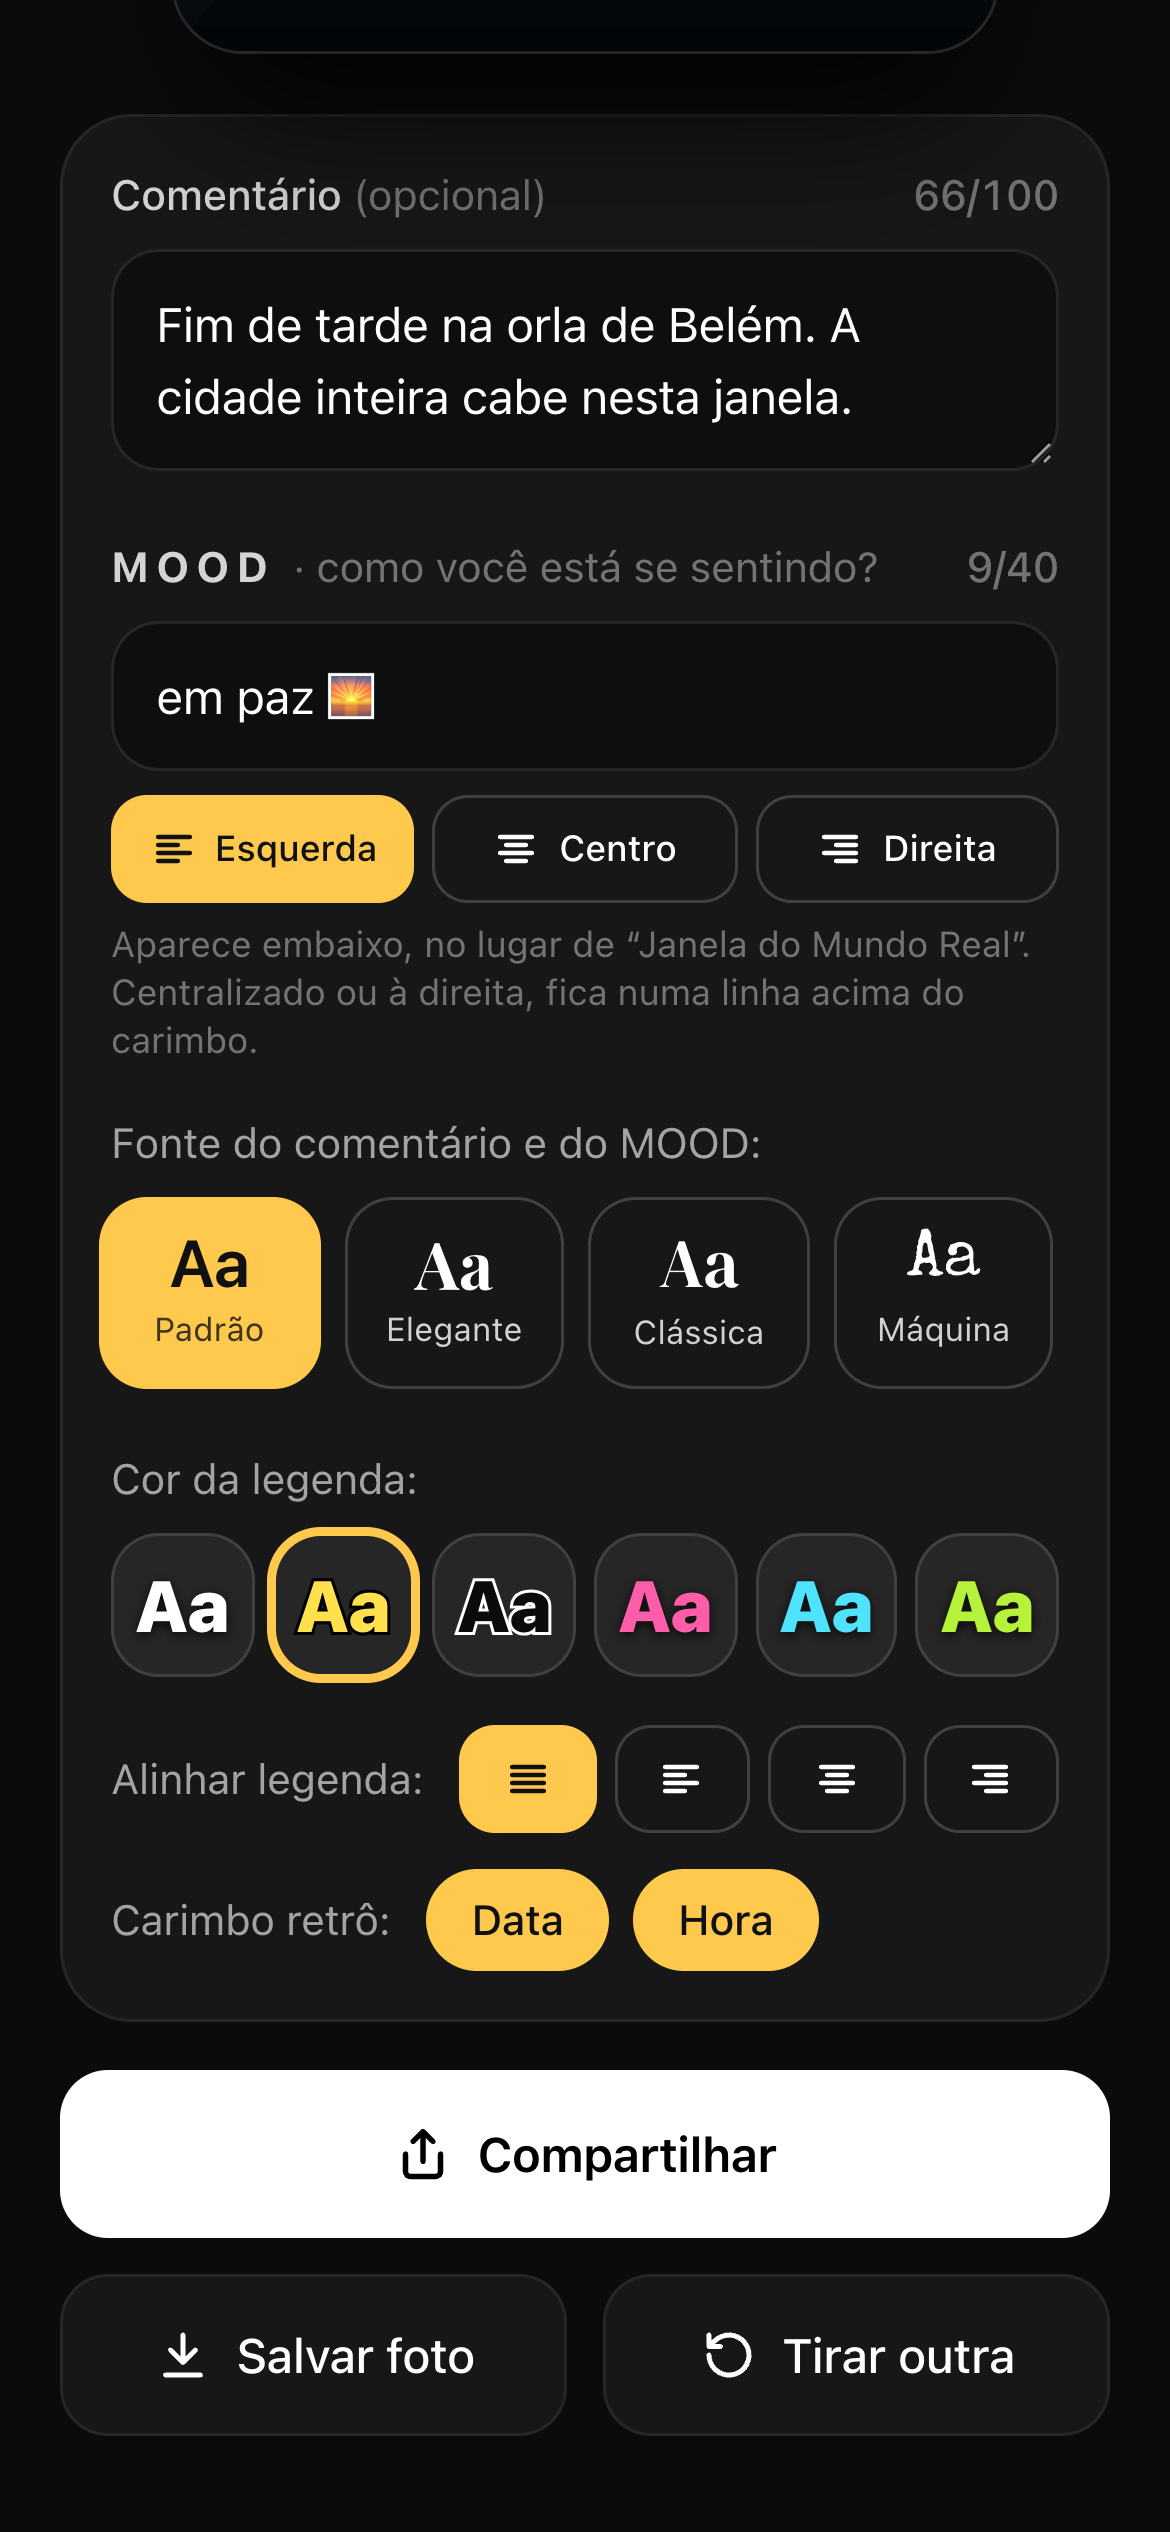 Comentário (opcional) 66/100
Fim de tarde na orla de Belém. A
cidade inteira cabe nesta janela.
MOOD · como você está se sentindo? 9/40
em paz 🌅
Esquerda Centro Direita
Aparece embaixo, no lugar de “Janela do Mundo Real”.
Centralizado ou à direita, fica numa linha acima do
carimbo.
Fonte do comentário e do MOOD:
Aa Aa Aa Aa
Padrão Elegante Clássica Máquina
Cor da legenda:
Aa Aa Aa Aa Aa Aa
Alinhar legenda:
Carimbo retrô: Data Hora
Compartilhar
Salvar foto Tirar outra